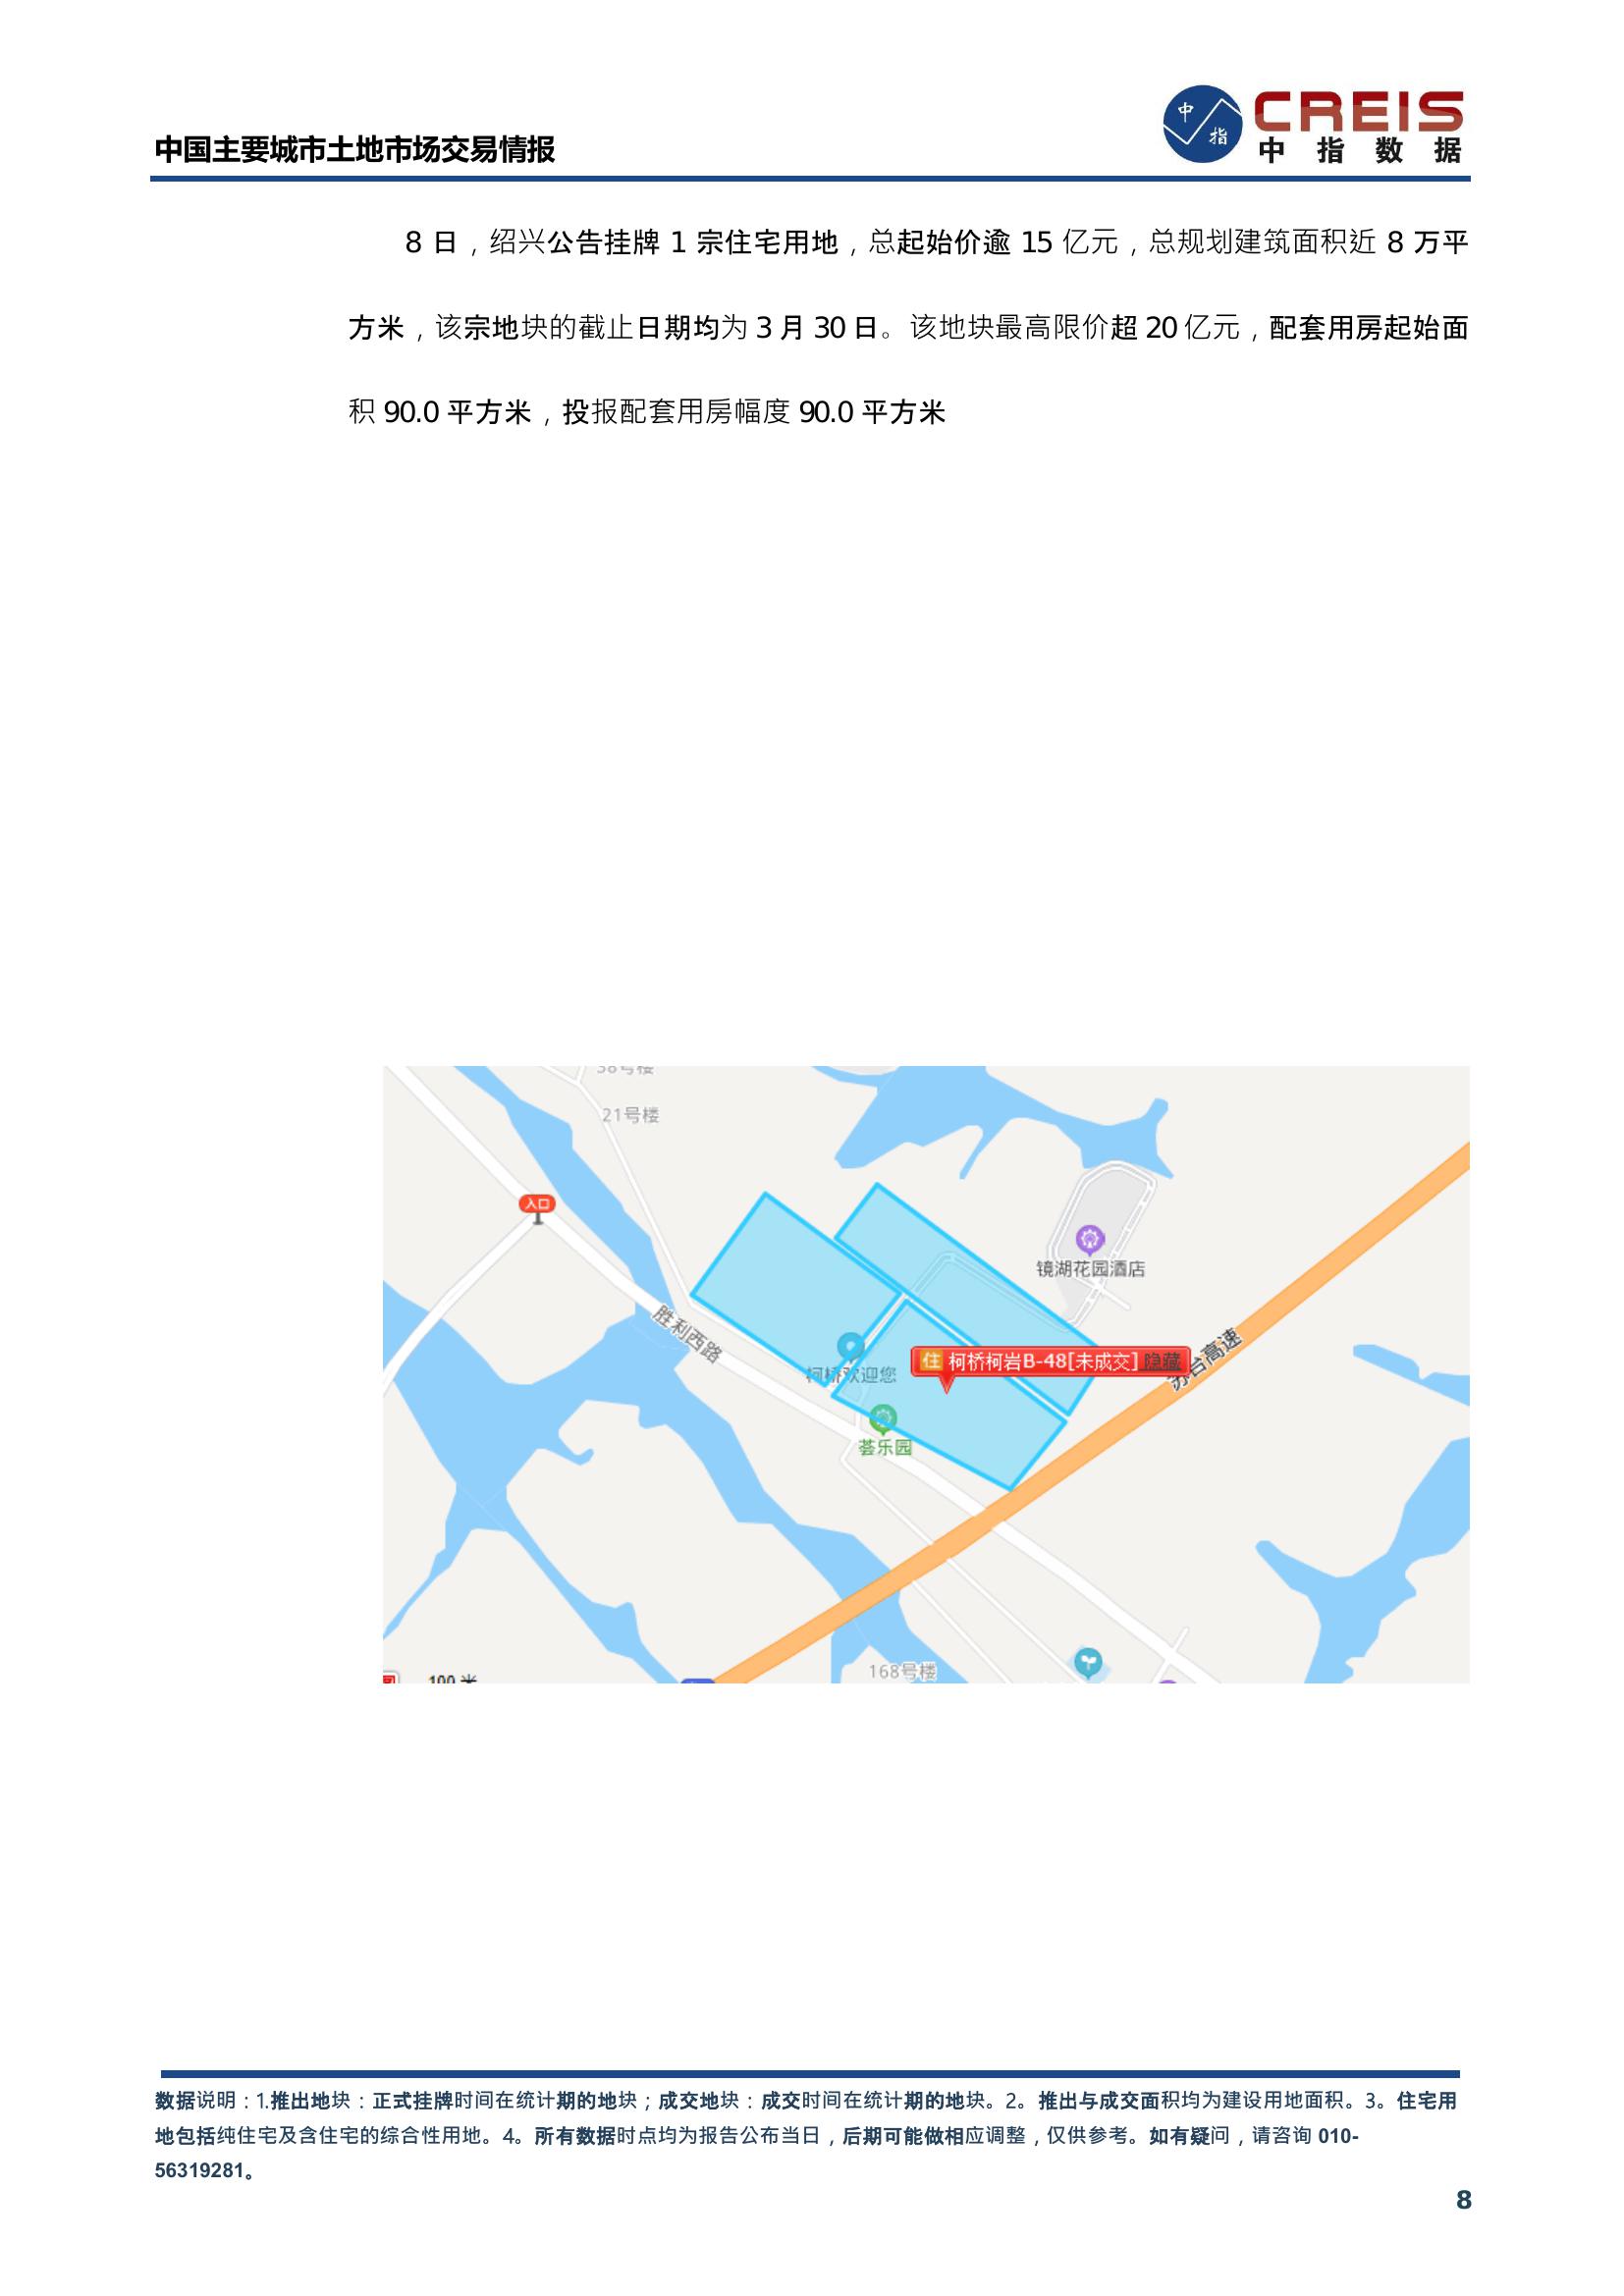 中国主要城市土地市场交易情报
中 指
CREIS
中指数据
8 日，绍兴公告挂牌 1 宗住宅用地，总起始价逾 15 亿元，总规划建筑面积近 8 万平
方米，该宗地块的截止日期均为 3 月 30 日。该地块最高限价超 20 亿元，配套用房起始面
积 90.0 平方米，投报配套用房幅度 90.0 平方米
38号楼
21号楼
入口
镜湖花园酒店
胜利西路
苏台高速
住 柯桥柯岩B-48[未成交] 隐藏
柯桥欢迎您
荟乐园
168号楼
100 米
数据说明：1.推出地块：正式挂牌时间在统计期的地块；成交地块：成交时间在统计期的地块。2。推出与成交面积均为建设用地面积。3。住宅用
地包括纯住宅及含住宅的综合性用地。4。所有数据时点均为报告公布当日，后期可能做相应调整，仅供参考。如有疑问，请咨询 010-
56319281。
8